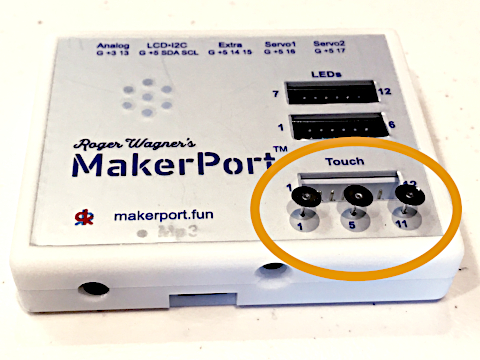 Analog LCD•I2C Extra Servo1 Servo2
G +3 13 G +5 SDA SCL G +5 14 15 G +5 16 G +5 17
LEDs
7 12
1 6
Roger Wagner's
MakerPort™
Touch
1 12
makerport.fun
1 5 11
Mp3